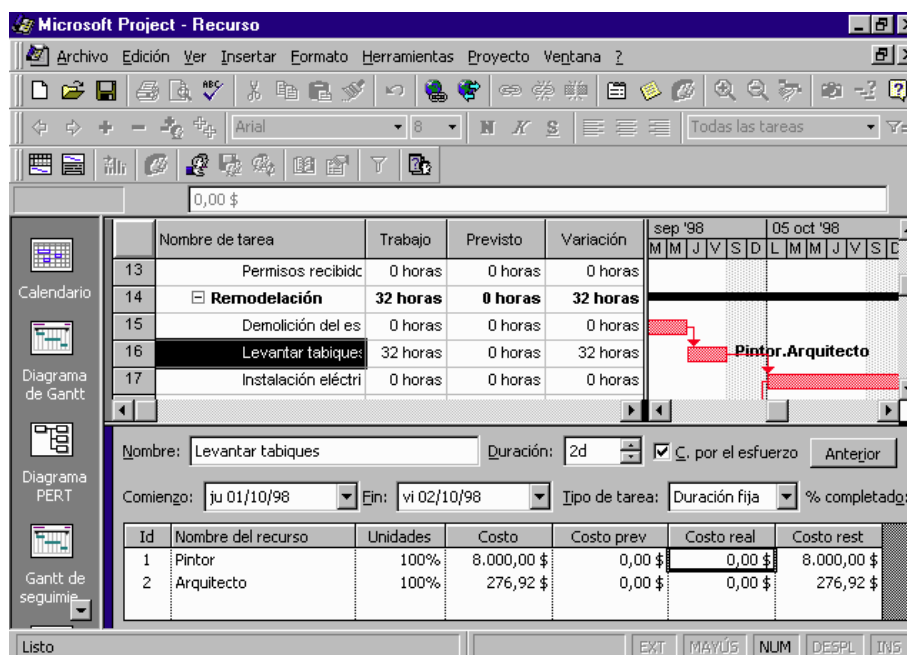 Microsoft Project - Recurso
Archivo Edición Ver Insertar Formato Herramientas Proyecto Ventana ?
ABC
Arial 8 N K S Todas las tareas
0,00 $
Nombre de tarea Trabajo Previsto Variación sep '98 05 oct '98
M M J V S D L M M J V S D
13 Permisos recibido 0 horas 0 horas 0 horas
14 Remodelación 32 horas 0 horas 32 horas
15 Demolición del es 0 horas 0 horas 0 horas
16 Levantar tabiques 32 horas 0 horas 32 horas Pintor.Arquitecto
17 Instalación eléctri 0 horas 0 horas 0 horas
Calendario
Diagrama
de Gantt
Diagrama
PERT
Gantt de
seguimie
Nombre: Levantar tabiques Duración: 2d C. por el esfuerzo Anterior
Comienzo: ju 01/10/98 Fin: vi 02/10/98 Tipo de tarea: Duración fija % completado:
Id Nombre del recurso Unidades Costo Costo prev Costo real Costo rest
1 Pintor 100% 8.000,00 $ 0,00 $ 0,00 $ 8.000,00 $
2 Arquitecto 100% 276,92 $ 0,00 $ 0,00 $ 276,92 $
Listo EXT MAYÚS NUM DESPL INS